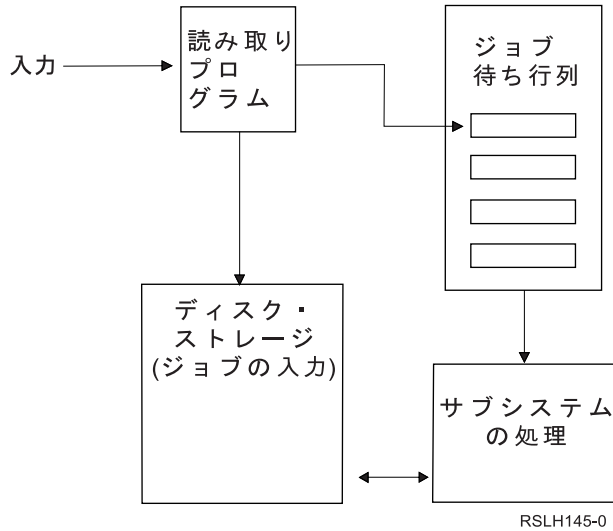 入力
読み取り
プロ
グラム
ジョブ
待ち行列
ディスク・
ストレージ
(ジョブの入力)
サブシステム
の処理
RSLH145-0